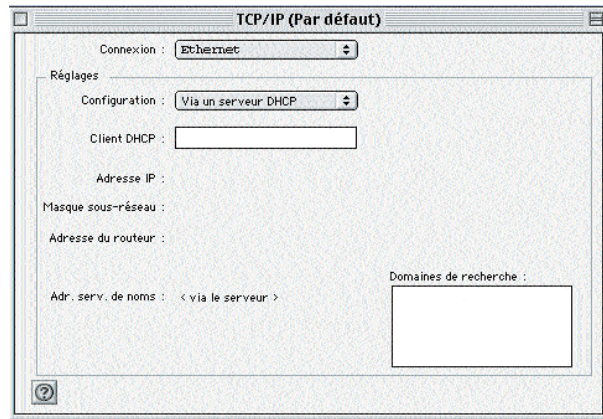 TCP/IP (Par défaut)
Connexion : Ethernet
Réglages
Configuration : Via un serveur DHCP
Client DHCP :
Adresse IP :
Masque sous-réseau :
Adresse du routeur :
Domaines de recherche :
Adr. serv. de noms : < via le serveur >
?